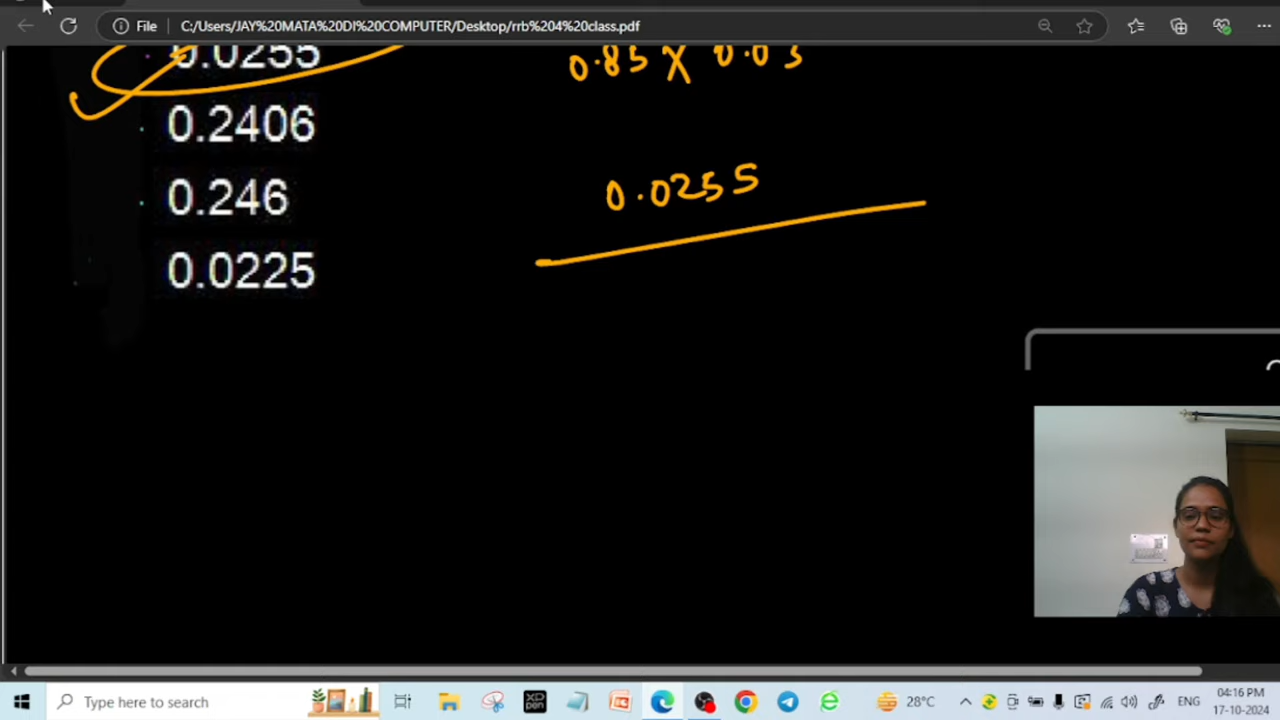 File C:/Users/JAY%20MATA%20DI%20COMPUTER/Desktop/rrb%204%20class.pdf
0.0255
0.85 X 0.03
0.2406
0.0255
0.246
0.0225
Type here to search
28°C
ENG
04:16 PM
17-10-2024